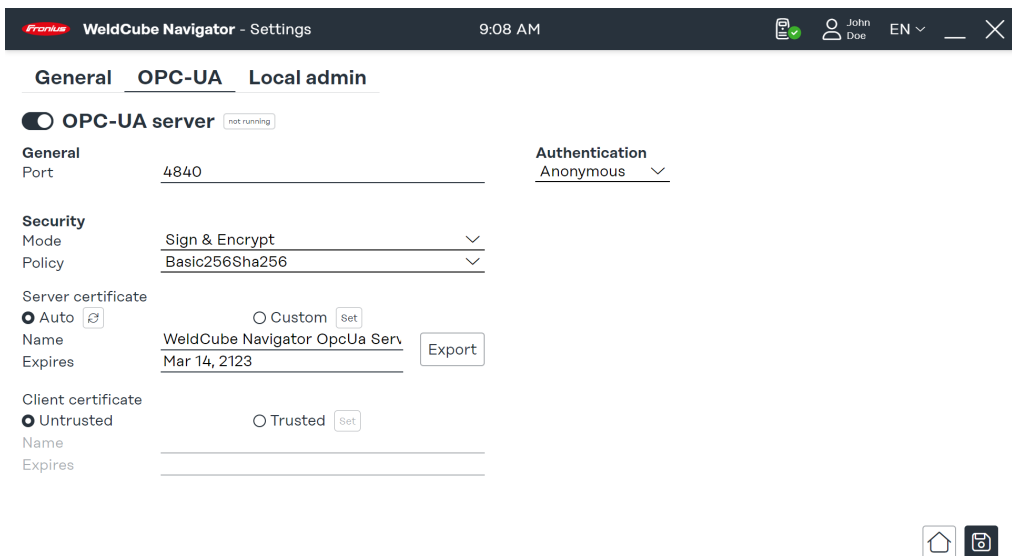 Fronius WeldCube Navigator - Settings 9:08 AM John Doe EN
General OPC-UA Local admin
OPC-UA server not running
General Authentication
Port 4840 Anonymous
Security
Mode Sign & Encrypt
Policy Basic256Sha256
Server certificate
Auto Custom Set
Name WeldCube Navigator OpcUa Serv Export
Expires Mar 14, 2123
Client certificate
Untrusted Trusted Set
Name
Expires